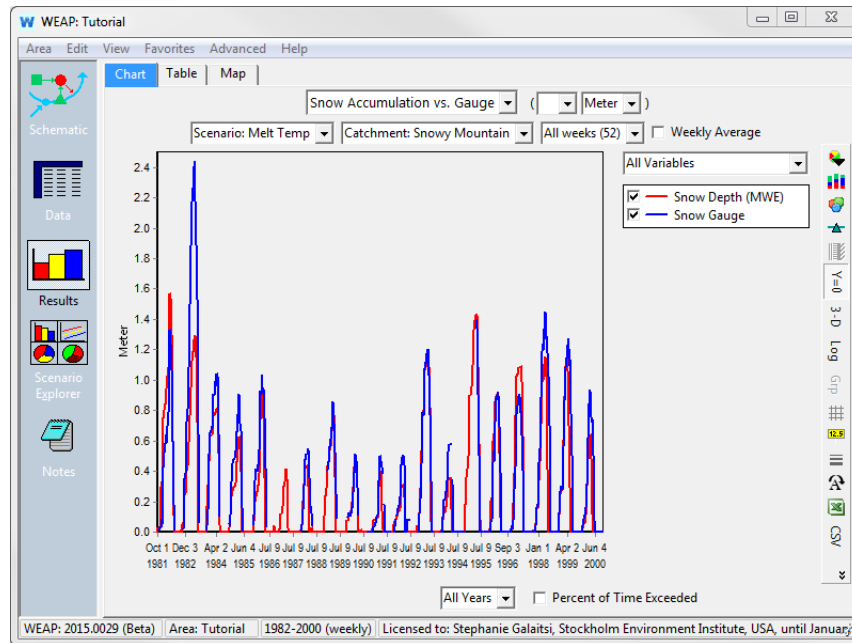 WEAP: Tutorial
Area Edit View Favorites Advanced Help
Chart Table Map
Snow Accumulation vs. Gauge ( Meter )
Scenario: Melt Temp Catchment: Snowy Mountain All weeks (52) Weekly Average
All Variables
Snow Depth (MWE)
Snow Gauge
Schematic
Data
Results
Scenario
Explorer
Notes
Meter
2.4
2.2
2.0
1.8
1.6
1.4
1.2
1.0
0.8
0.6
0.4
0.2
0.0
Oct 1 Dec 3 Apr 2 Jun 4 Jul 9 Jul 9 Jul 9 Jul 9 Jul 9 Jul 9 Jul 9 Jul 9 Jul 9 Jul 9 Sep 3 Jan 1 Apr 2 Jun 4
1981 1982 1984 1985 1986 1987 1988 1989 1990 1991 1992 1993 1994 1995 1996 1998 1999 2000
Y=0
3-D
Log
Grp
12.5
A
CSV
All Years Percent of Time Exceeded
WEAP: 2015.0029 (Beta) Area: Tutorial 1982-2000 (weekly) Licensed to: Stephanie Galaitsi, Stockholm Environment Institute, USA, until January